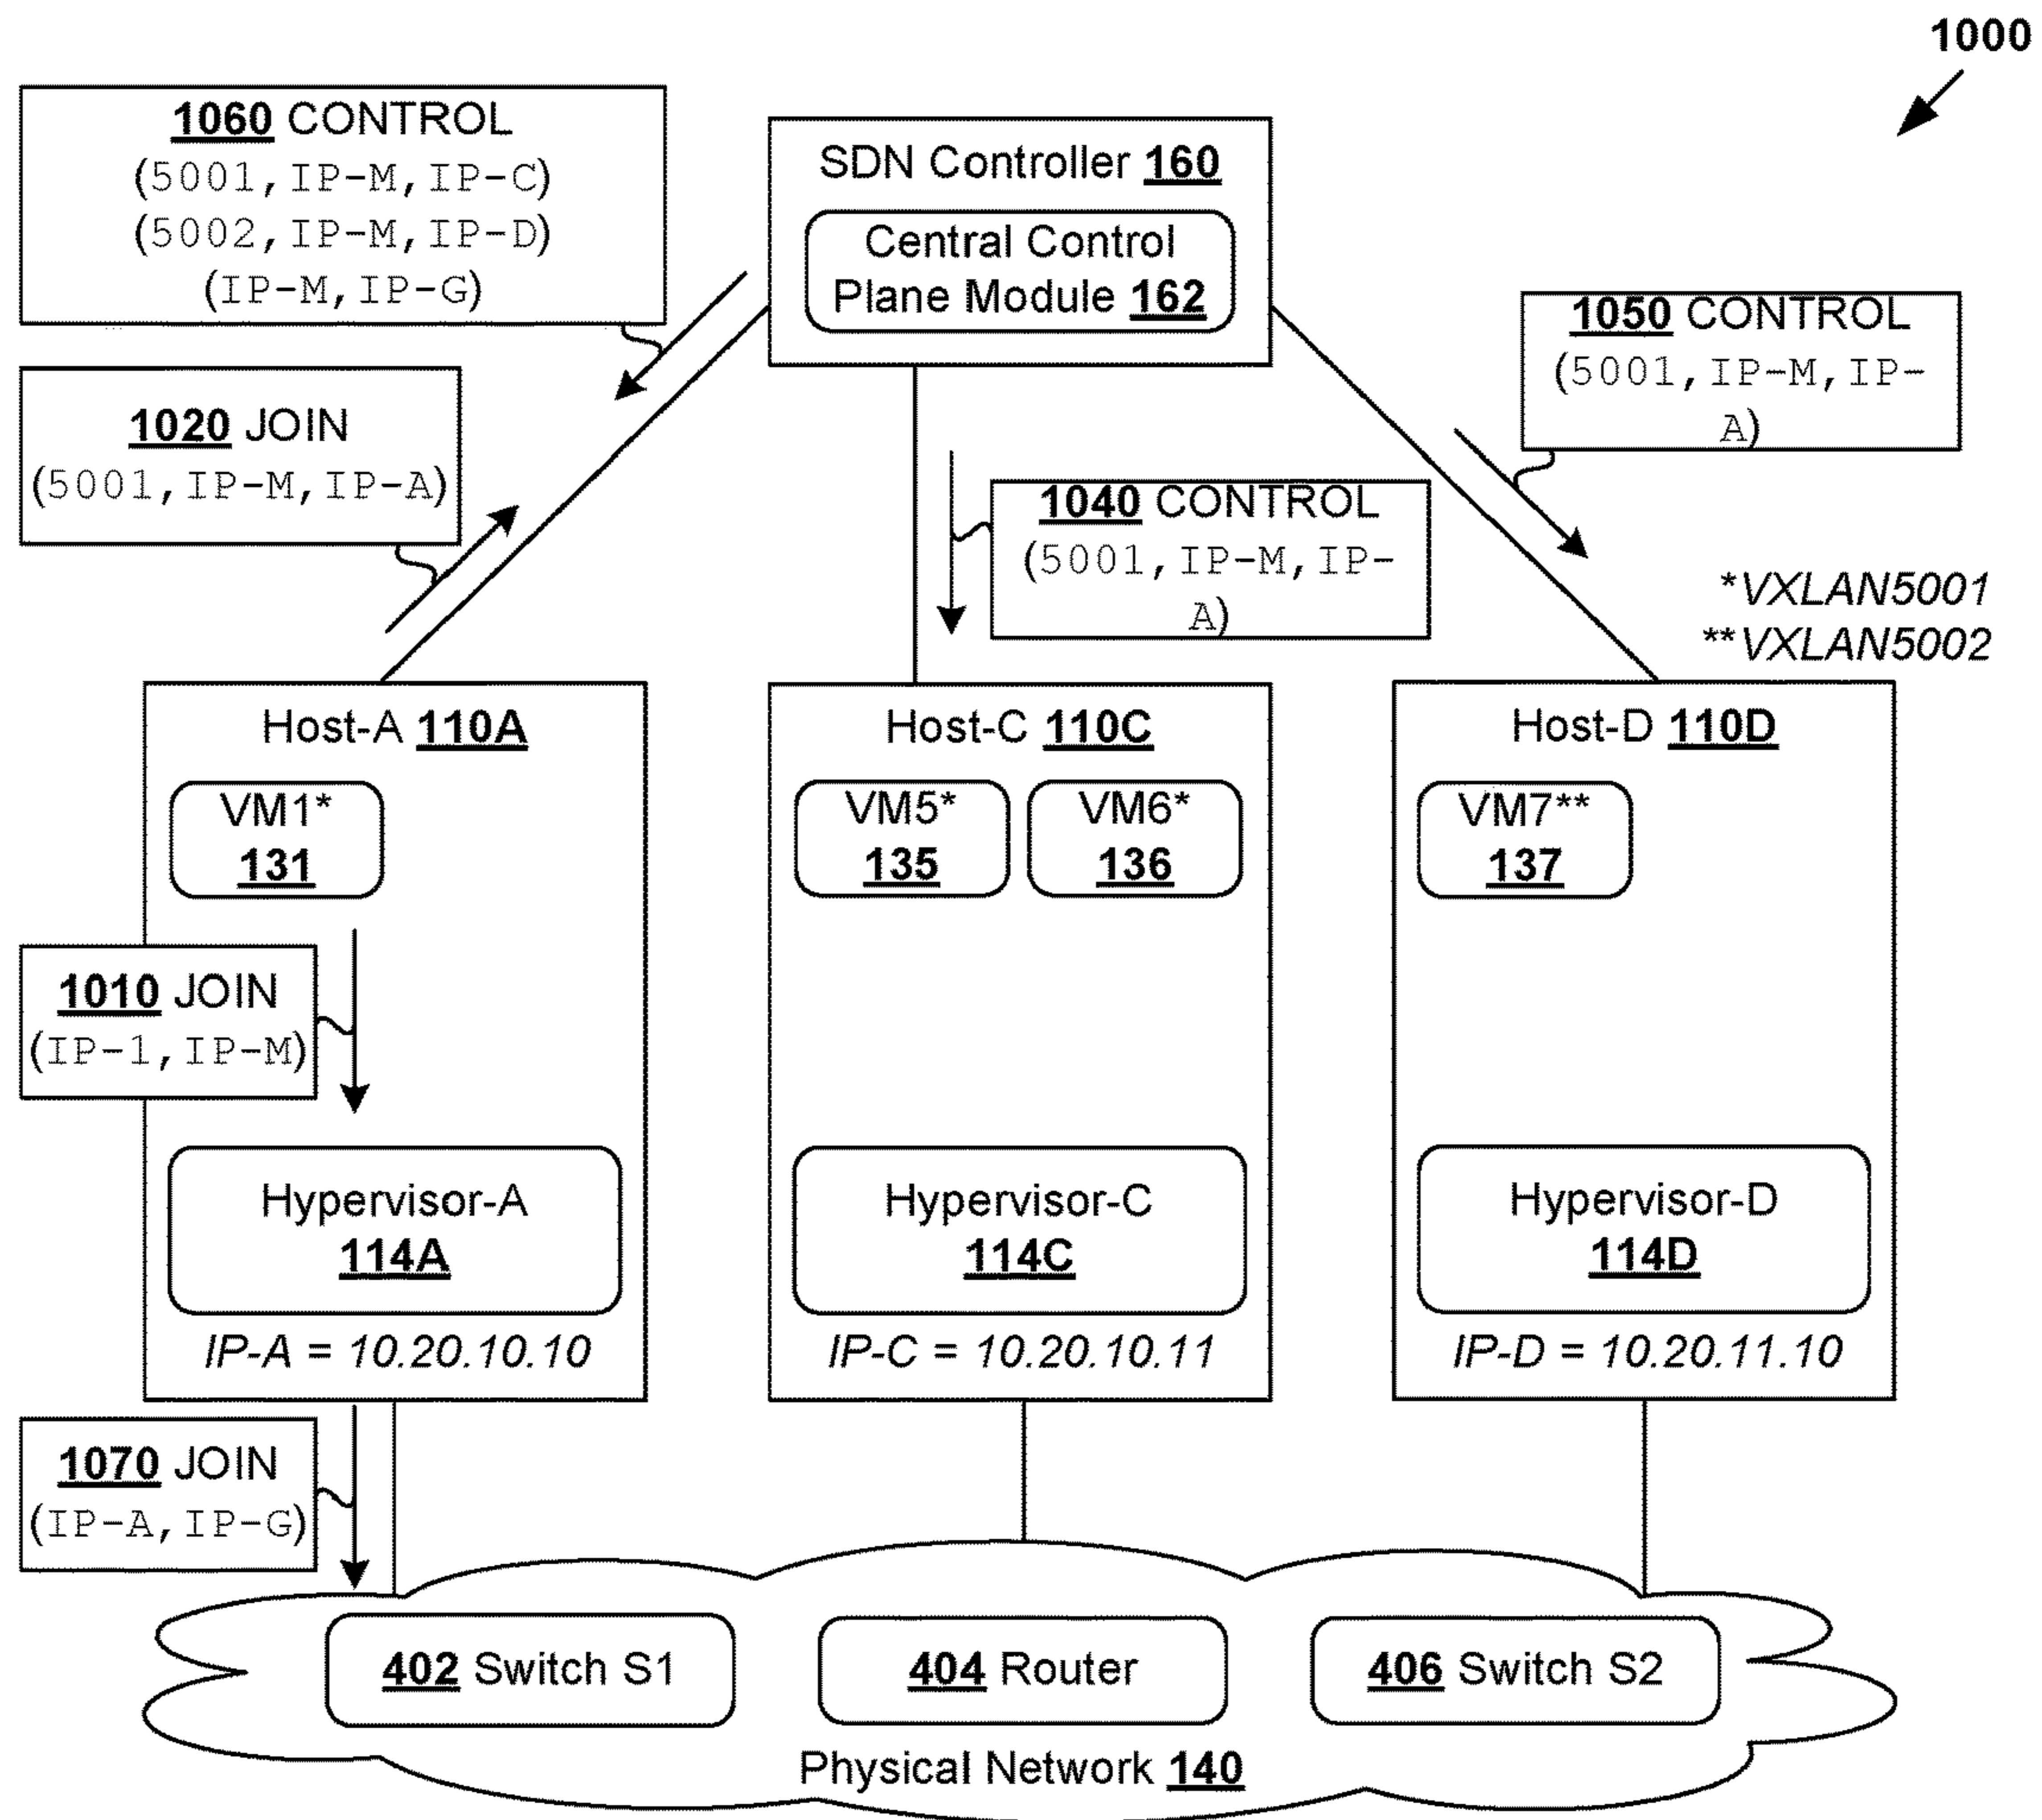 1000
1060 CONTROL
(5001,IP-M,IP-C)
(5002,IP-M,IP-D)
(IP-M,IP-G)
SDN Controller 160
Central Control
Plane Module 162
1050 CONTROL
(5001,IP-M,IP-
A)
1020 JOIN
(5001,IP-M,IP-A)
1040 CONTROL
(5001,IP-M,IP-
A)
*VXLAN5001
**VXLAN5002
Host-A 110A
VM1*
131
1010 JOIN
(IP-1,IP-M)
Hypervisor-A
114A
IP-A = 10.20.10.10
Host-C 110C
VM5*
135
VM6*
136
Hypervisor-C
114C
IP-C = 10.20.10.11
Host-D 110D
VM7**
137
Hypervisor-D
114D
IP-D = 10.20.11.10
1070 JOIN
(IP-A,IP-G)
402 Switch S1
404 Router
406 Switch S2
Physical Network 140